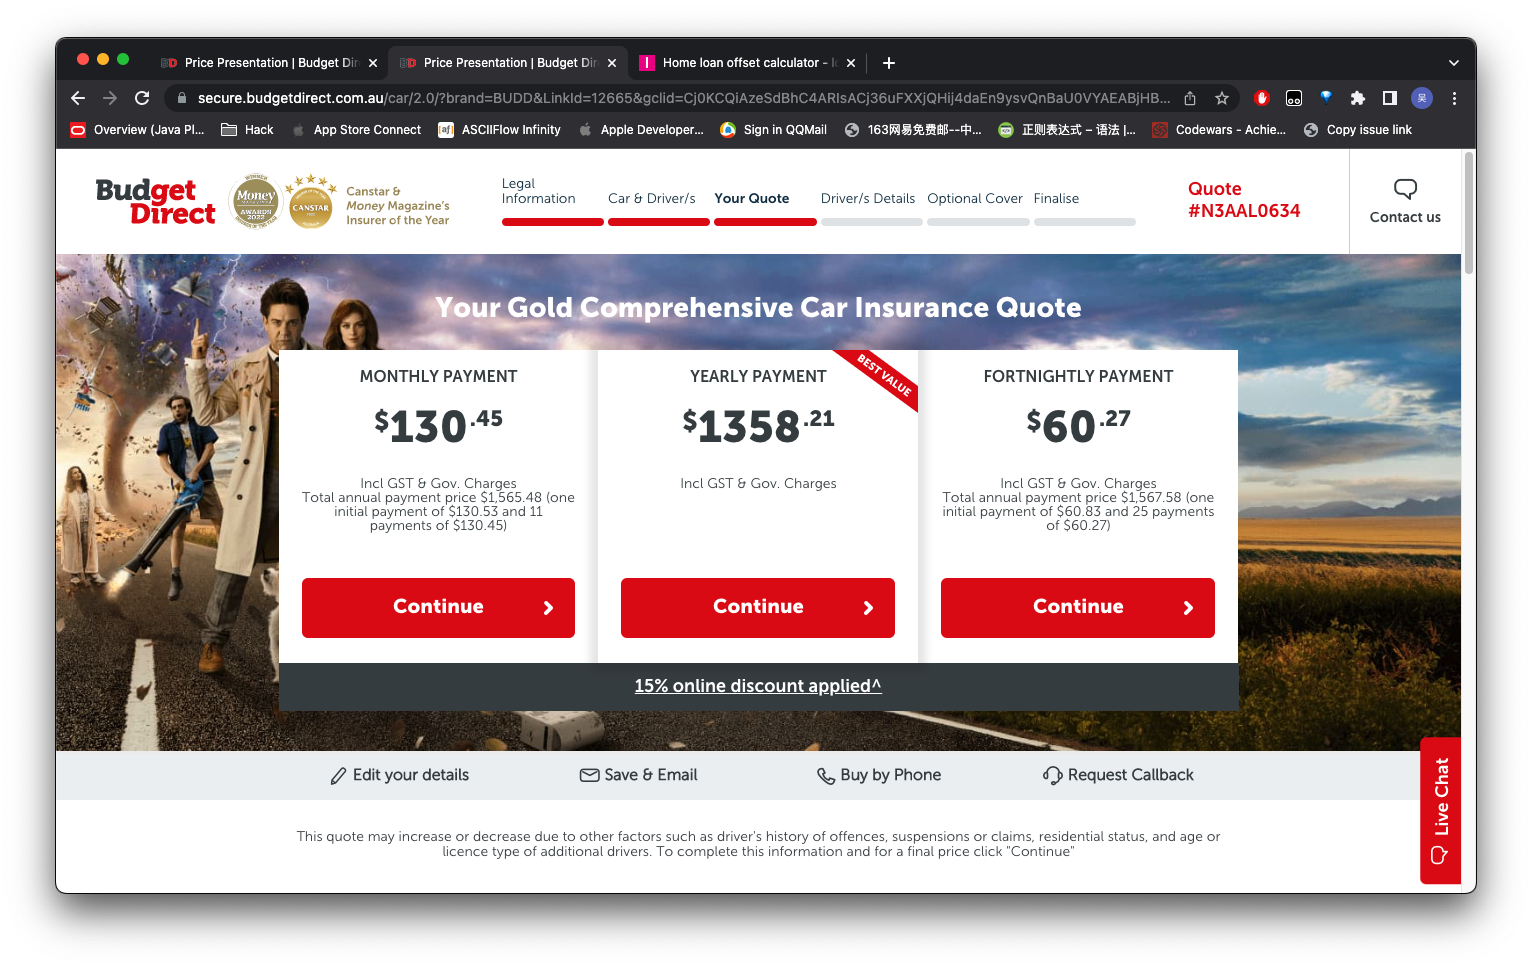 Price Presentation | Budget Dir
Price Presentation | Budget Dir
Home loan offset calculator -
secure.budgetdirect.com.au/car/2.0/?brand=BUDD&LinkId=12665&gclid=Cj0KCQiAzeSdBhC4ARIsACj36uFXXjQHij4daEn9ysvQnBaU0VYAEABjHB...
吴
Overview (Java Pl...
Hack
App Store Connect
ASCIIFlow Infinity
Apple Developer...
Sign in QQMail
163网易免费邮--中...
正则表达式 – 语法 |...
Codewars - Achie...
Copy issue link
Budget
Direct
WINNER
Money
AWARDS
2022
CANSTAR
Canstar &
Money Magazine's
Insurer of the Year
Legal
Information
Car & Driver/s
Your Quote
Driver/s Details
Optional Cover
Finalise
Quote
#N3AAL0634
Contact us
Your Gold Comprehensive Car Insurance Quote
MONTHLY PAYMENT
$130.45
Incl GST & Gov. Charges
Total annual payment price $1,565.48 (one
initial payment of $130.53 and 11
payments of $130.45)
Continue
YEARLY PAYMENT
BEST VALUE
$1358.21
Incl GST & Gov. Charges
Continue
FORTNIGHTLY PAYMENT
$60.27
Incl GST & Gov. Charges
Total annual payment price $1,567.58 (one
initial payment of $60.83 and 25 payments
of $60.27)
Continue
15% online discount applied^
Edit your details
Save & Email
Buy by Phone
Request Callback
Live Chat
This quote may increase or decrease due to other factors such as driver's history of offences, suspensions or claims, residential status, and age or
licence type of additional drivers. To complete this information and for a final price click "Continue"